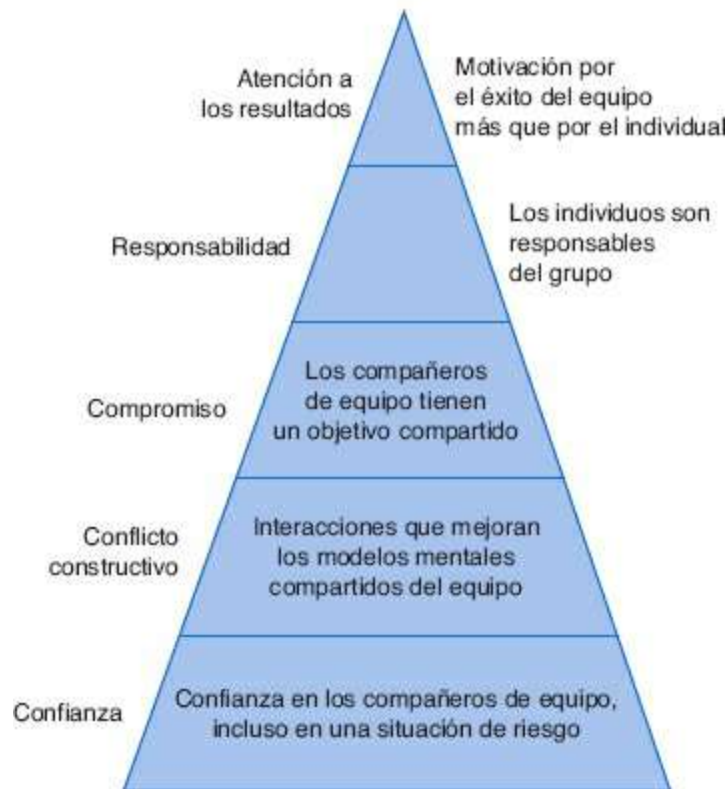 Atención a
los resultados
Motivación por
el éxito del equipo
más que por el individual
Responsabilidad
Los individuos son
responsables
del grupo
Compromiso
Los compañeros
de equipo tienen
un objetivo compartido
Conflicto
constructivo
Interacciones que mejoran
los modelos mentales
compartidos del equipo
Confianza
Confianza en los compañeros de equipo,
incluso en una situación de riesgo